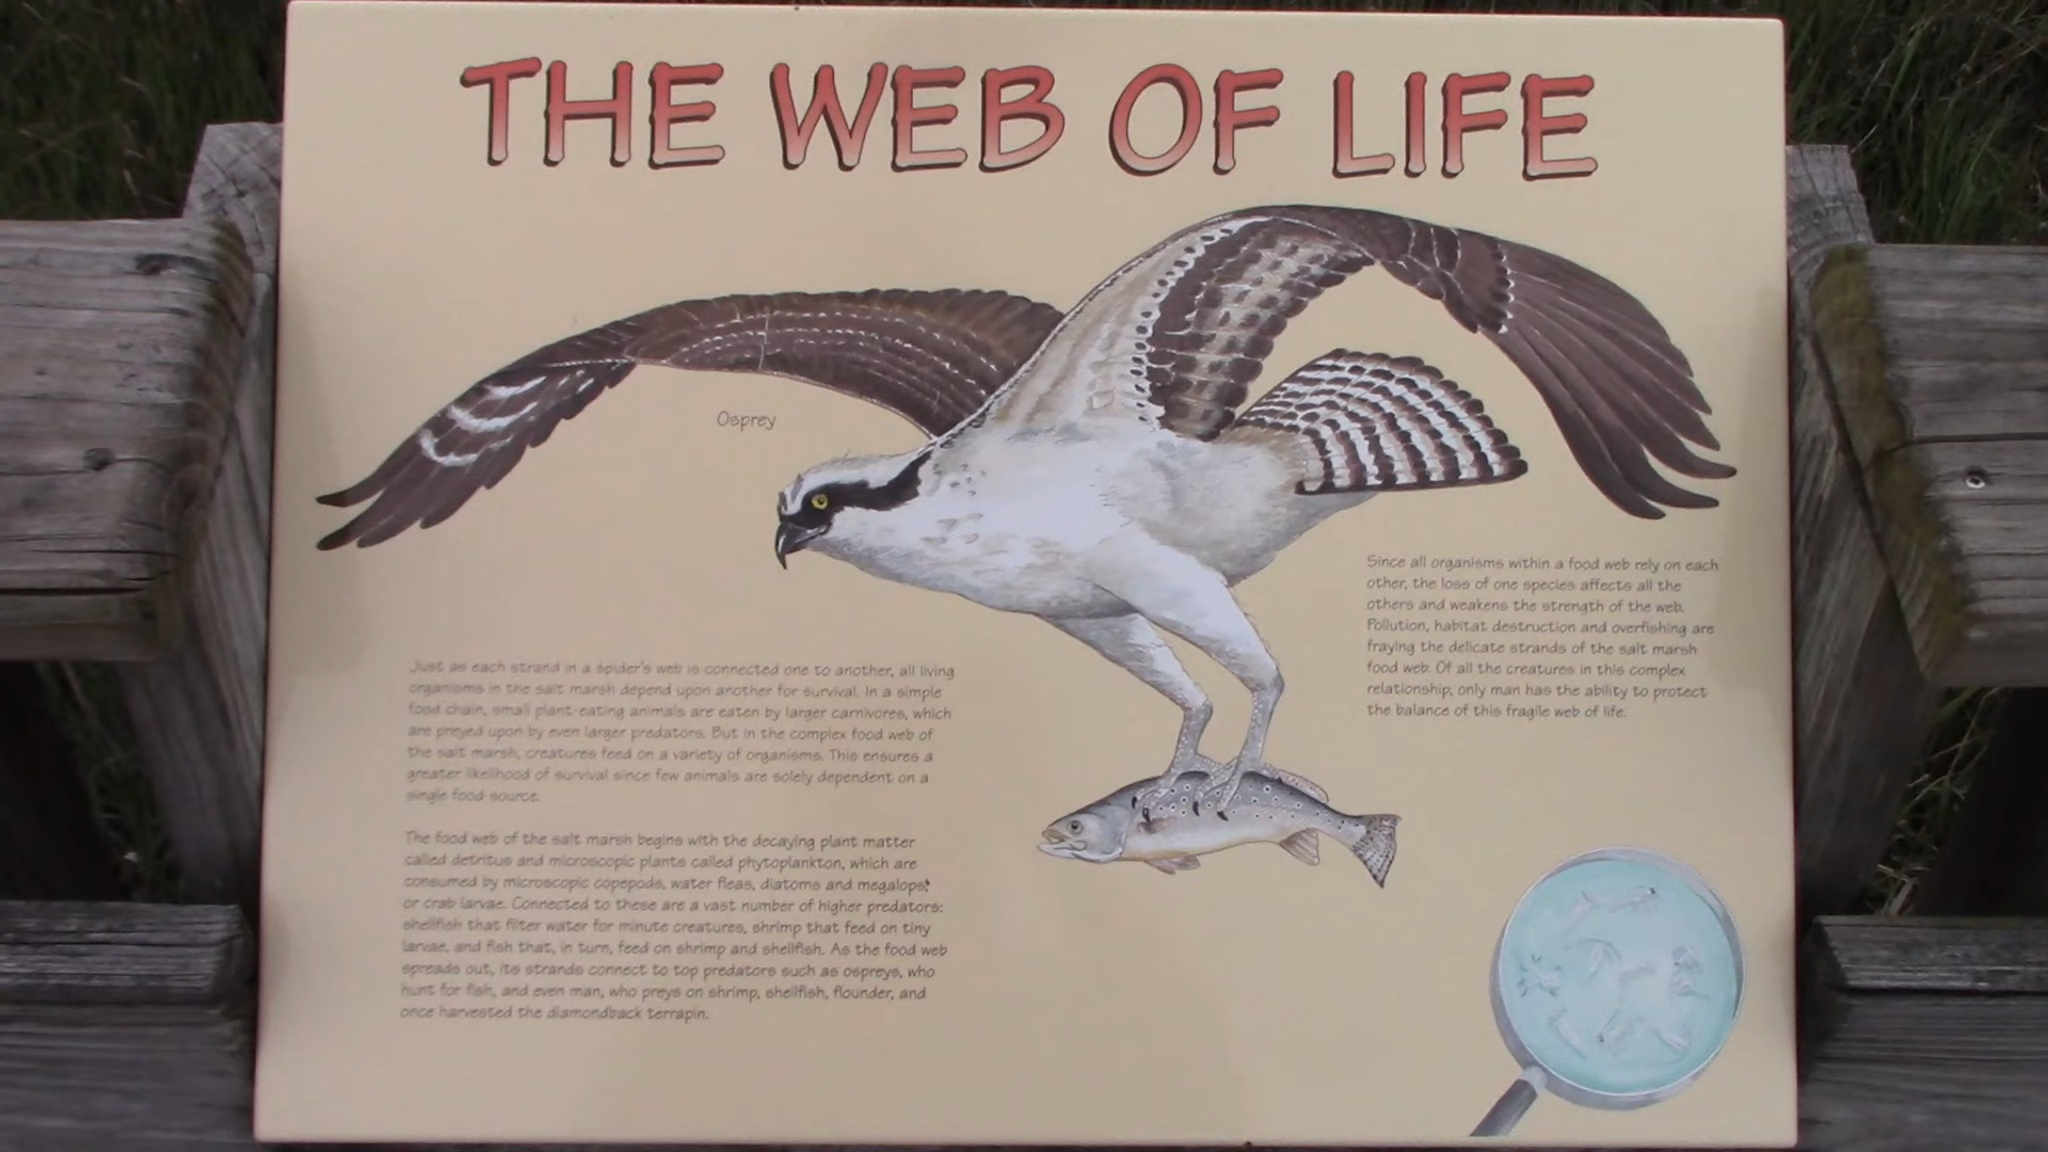 THE WEB OF LIFE
Osprey
Just as each strand in a spider's web is connected one to another, all living
organisms in the salt marsh depend upon another for survival. In a simple
food chain, small plant-eating animals are eaten by larger carnivores, which
are preyed upon by even larger predators. But in the complex food web of
the salt marsh, creatures feed on a variety of organisms. This ensures a
greater likelihood of survival since few animals are solely dependent on a
single food source.
The food web of the salt marsh begins with the decaying plant matter
called detritus and microscopic plants called phytoplankton, which are
consumed by microscopic copepods, water fleas, diatoms and megalops,
or crab larvae. Connected to these are a vast number of higher predators:
shellfish that filter water for minute creatures, shrimp that feed on tiny
larvae, and fish that, in turn, feed on shrimp and shellfish. As the food web
spreads out, its strands connect to top predators such as ospreys, who
hunt for fish, and even man, who preys on shrimp, shellfish, flounder, and
once harvested the diamondback terrapin.
Since all organisms within a food web rely on each
other, the loss of one species affects all the
others and weakens the strength of the web.
Pollution, habitat destruction and overfishing are
fraying the delicate strands of the salt marsh
food web. Of all the creatures in this complex
relationship, only man has the ability to protect
the balance of this fragile web of life.